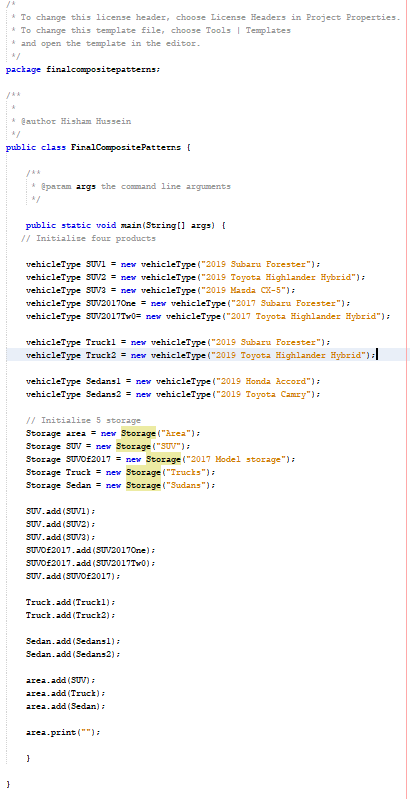 /*
 * To change this license header, choose License Headers in Project Properties.
 * To change this template file, choose Tools | Templates
 * and open the template in the editor.
 */
package finalcompositepatterns;

/**
 *
 * @author Hisham Hussein
 */
public class FinalCompositePatterns {

    /**
     * @param args the command line arguments
     */

    public static void main(String[] args) {
   // Initialise four products

    vehicleType SUV1 = new vehicleType("2019 Subaru Forester");
    vehicleType SUV2 = new vehicleType("2019 Toyota Highlander Hybrid");
    vehicleType SUV3 = new vehicleType("2019 Masda CX-5");
    vehicleType SUV2017One = new vehicleType("2017 Subaru Forester");
    vehicleType SUV2017Tw0= new vehicleType("2017 Toyota Highlander Hybrid");

    vehicleType Truck1 = new vehicleType("2019 Subaru Forester");
    vehicleType Truck2 = new vehicleType("2019 Toyota Highlander Hybrid");

    vehicleType Sedans1 = new vehicleType("2019 Honda Accord");
    vehicleType Sedans2 = new vehicleType("2019 Toyota Camry");

    // Initialise 5 storage
    Storage area = new Storage("Area");
    Storage SUV = new Storage("SUV");
    Storage SUVOf2017 = new Storage("2017 Model storage");
    Storage Truck = new Storage("Trucks");
    Storage Sedan = new Storage("Sudans");

    SUV.add(SUV1);
    SUV.add(SUV2);
    SUV.add(SUV3);
    SUVOf2017.add(SUV2017One);
    SUVOf2017.add(SUV2017Tw0);
    SUV.add(SUVOf2017);

    Truck.add(Truck1);
    Truck.add(Truck2);

    Sedan.add(Sedans1);
    Sedan.add(Sedans2);

    area.add(SUV);
    area.add(Truck);
    area.add(Sedan);

    area.print("");

    }

}